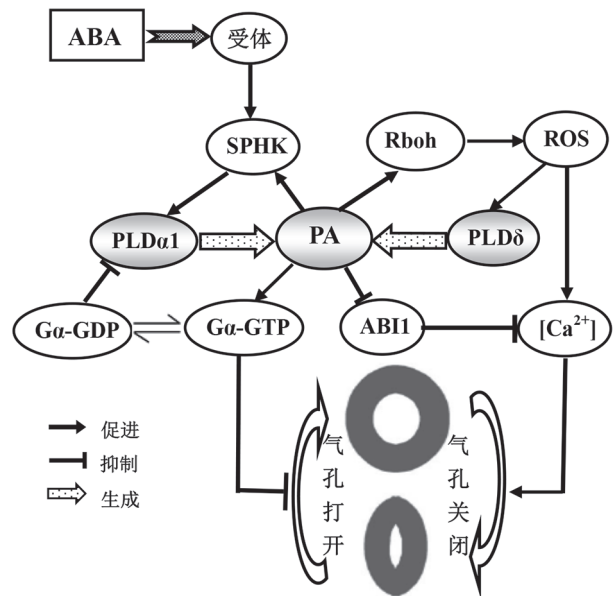 ABA
受体
SPHK
Rboh
ROS
PLDα1
PA
PLDδ
Gα-GDP
Gα-GTP
ABI1
[Ca²⁺]
促进
抑制
生成
气孔打开
气孔关闭